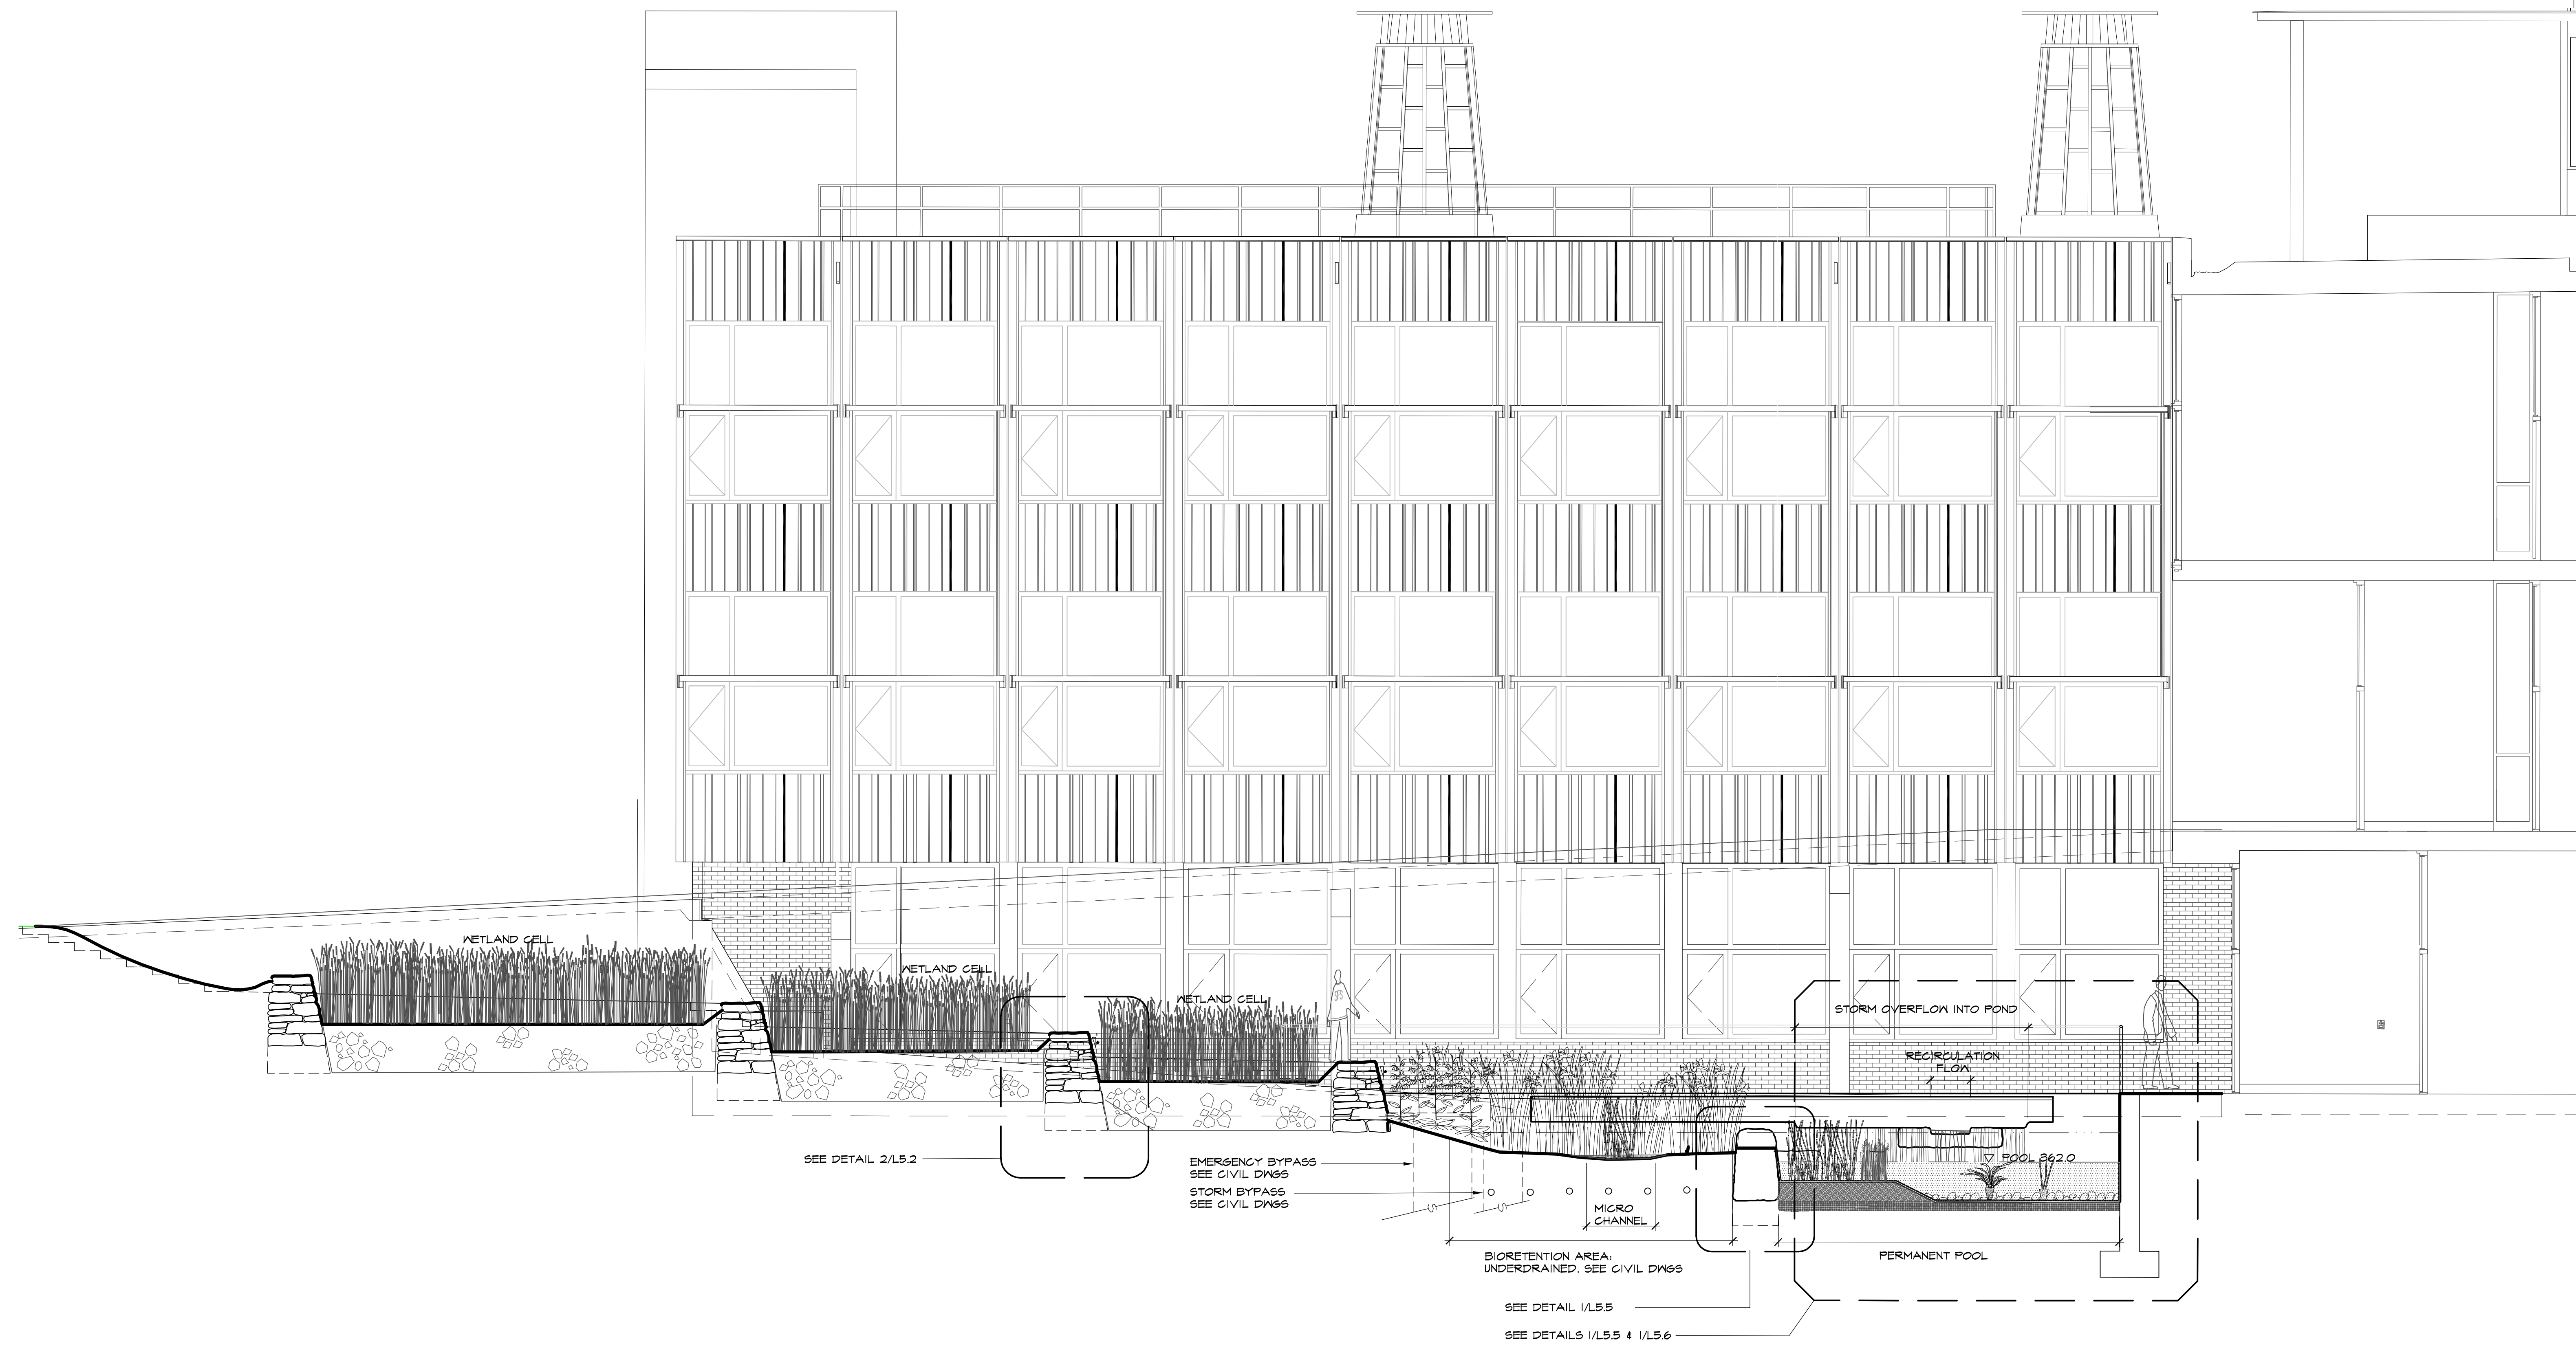 WETLAND CELL
WETLAND CELL
WETLAND CELL
SFS
STORM OVERFLOW INTO POND
RECIRCULATION
FLOW
POOL 362.0
SEE DETAIL 2/L5.2
EMERGENCY BYPASS
SEE CIVIL DWGS
STORM BYPASS
SEE CIVIL DWGS
MICRO
CHANNEL
BIORETENTION AREA:
UNDERDRAINED. SEE CIVIL DWGS
PERMANENT POOL
SEE DETAIL 1/L5.5
SEE DETAILS 1/L5.5 & 1/L5.6